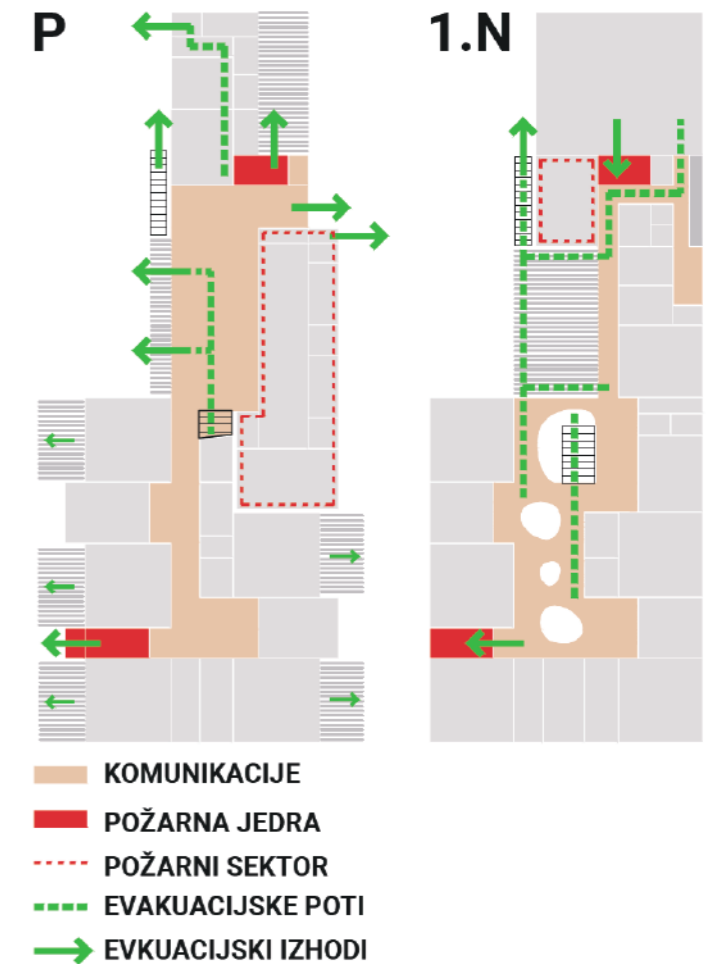 P
1.N
KOMUNIKACIJE
POŽARNA JEDRA
POŽARNI SEKTOR
EVAKUACIJSKE POTI
EVKUACIJSKI IZHODI